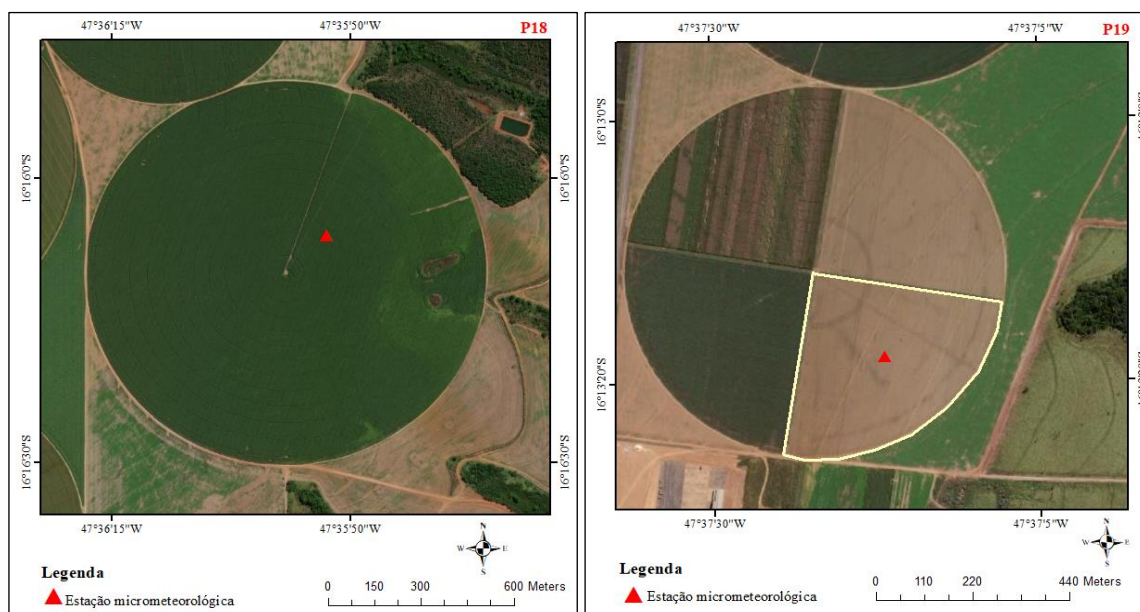 P18
47°36'15"W 47°35'50"W
16°16'0"S 16°16'0"S
16°16'30"S 16°16'30"S
47°36'15"W 47°35'50"W
N
W E
S
Legenda
Estação micrometeorológica
0 150 300 600 Meters
P19
47°37'30"W 47°37'5"W
16°13'0"S
16°13'20"S
47°37'30"W 47°37'5"W
N
W E
S
Legenda
Estação micrometeorológica
0 110 220 440 Meters